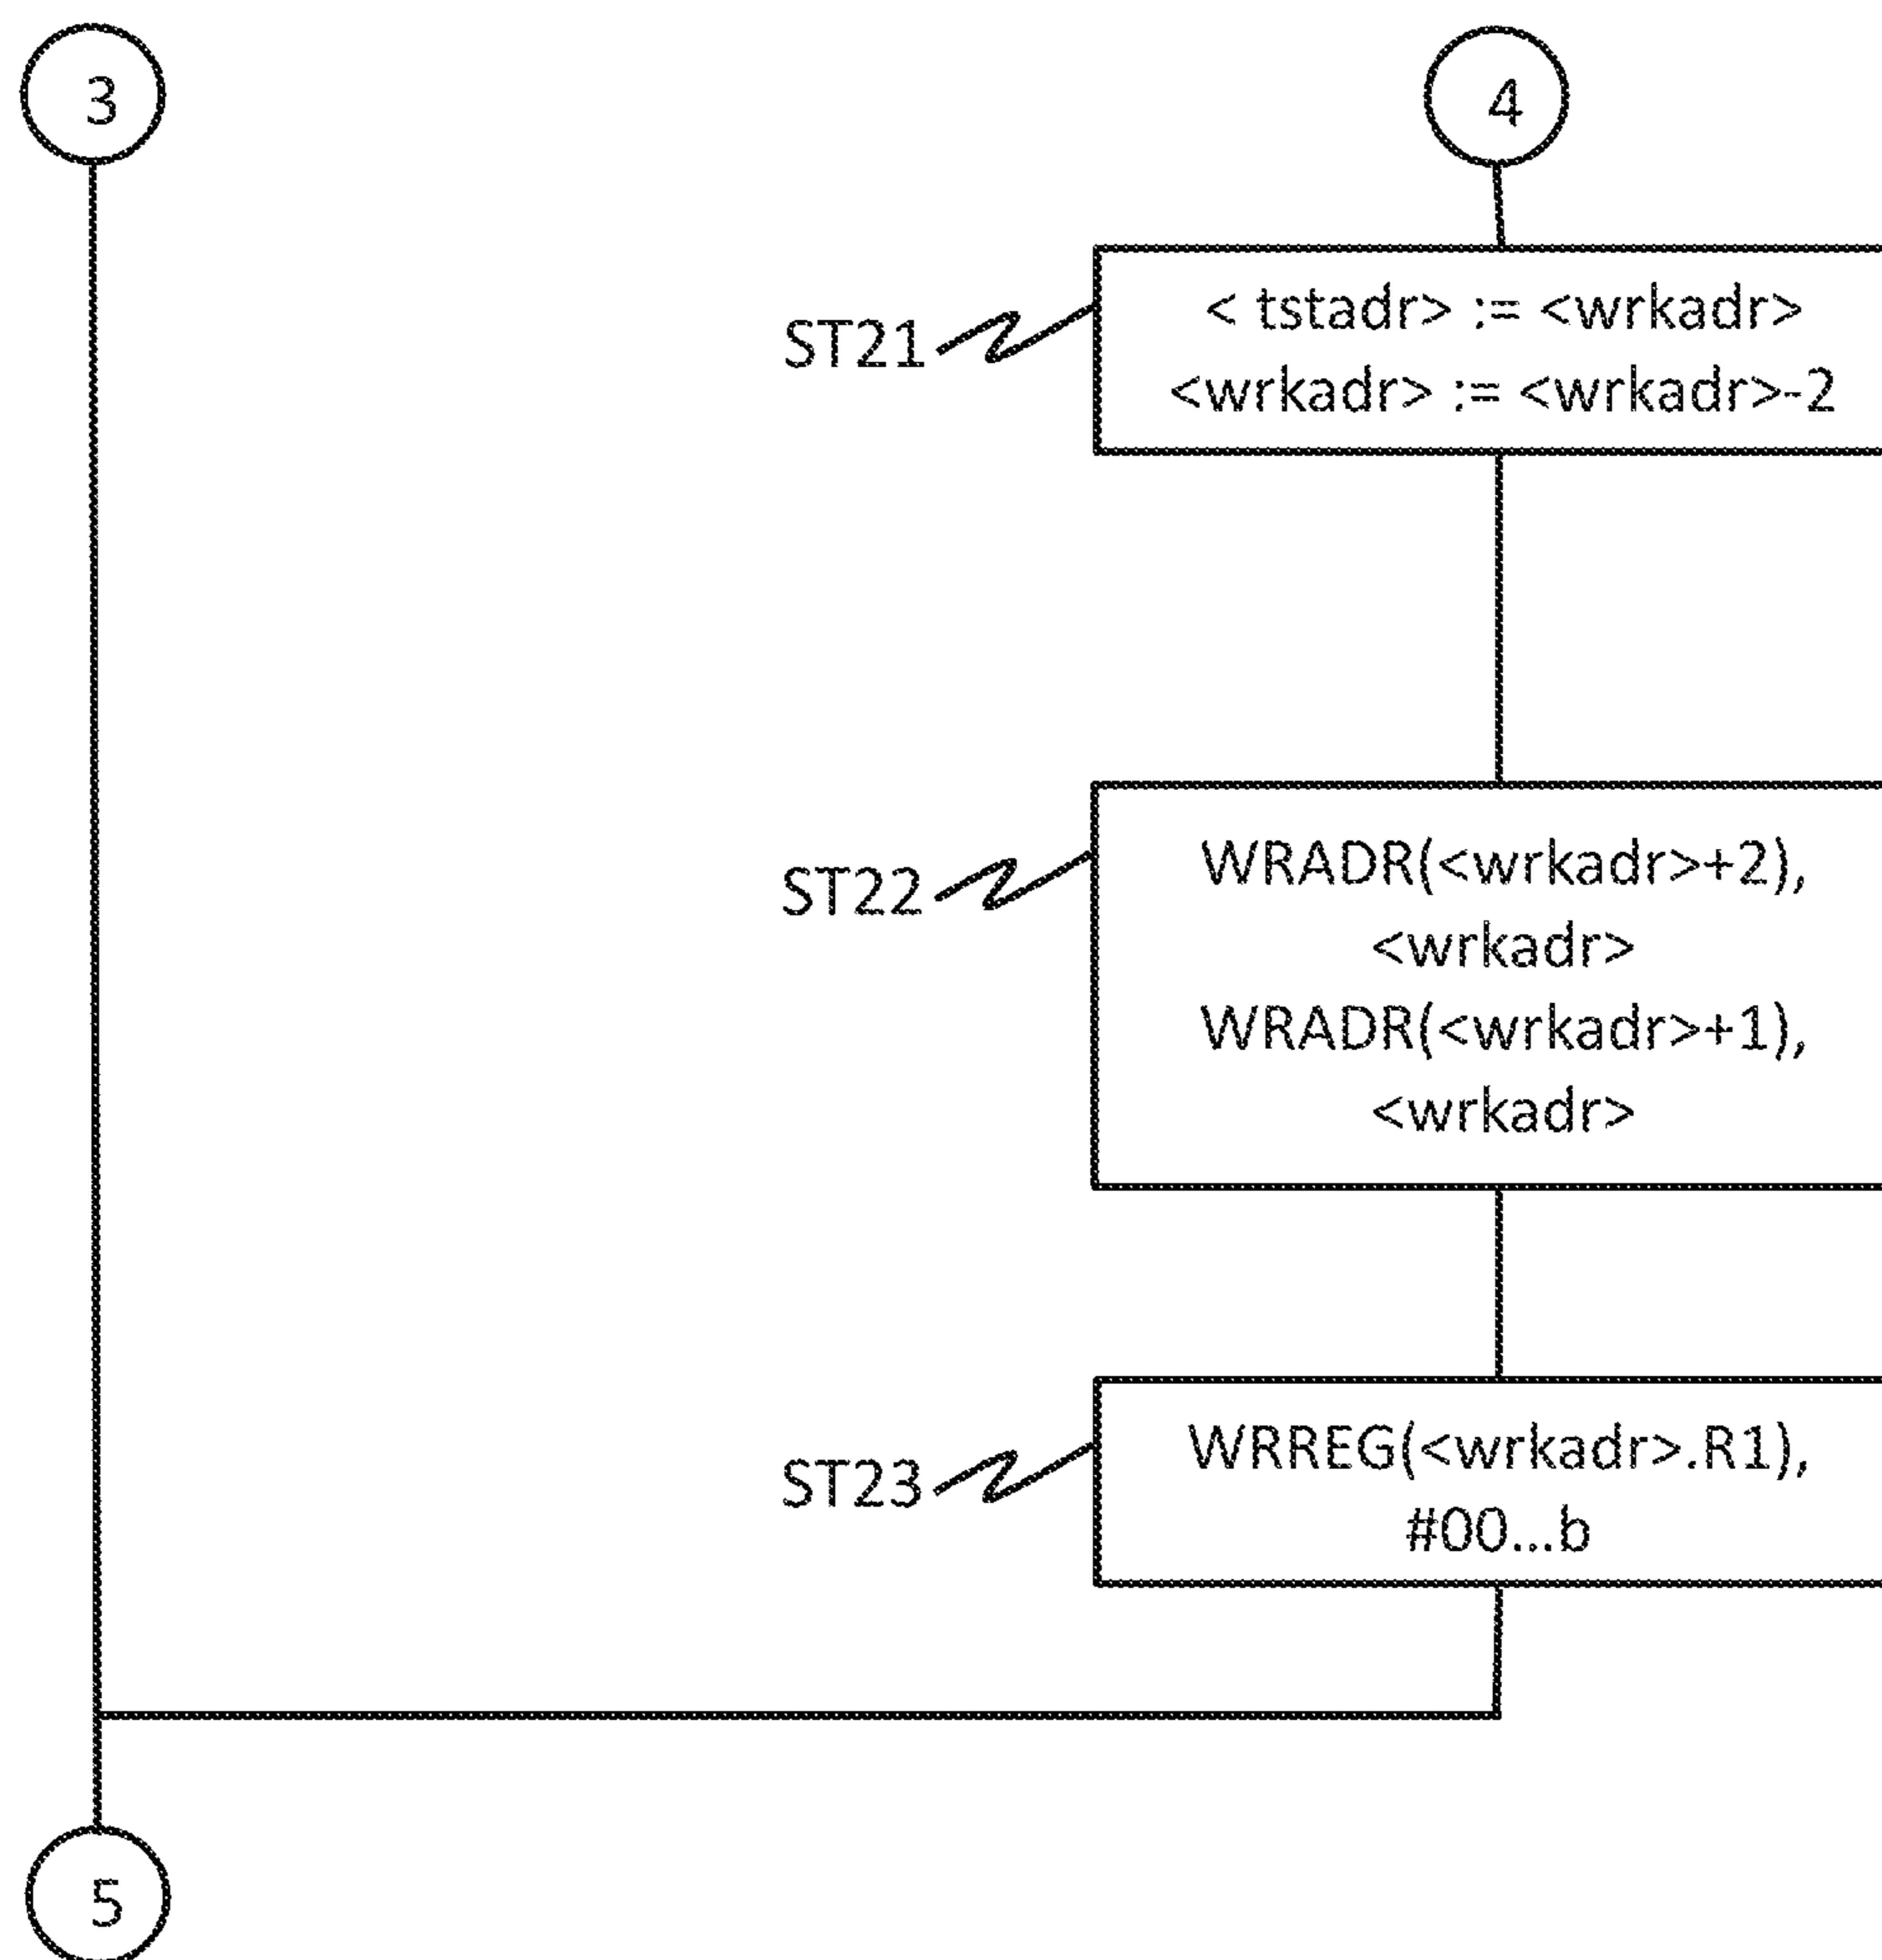 3
4
ST21
< tstadr> := <wrkadr>
<wrkadr> := <wrkadr>-2
ST22
WRADR(<wrkadr>+2),
<wrkadr>
WRADR(<wrkadr>+1),
<wrkadr>
ST23
WRREG(<wrkadr>.R1),
#00...b
5